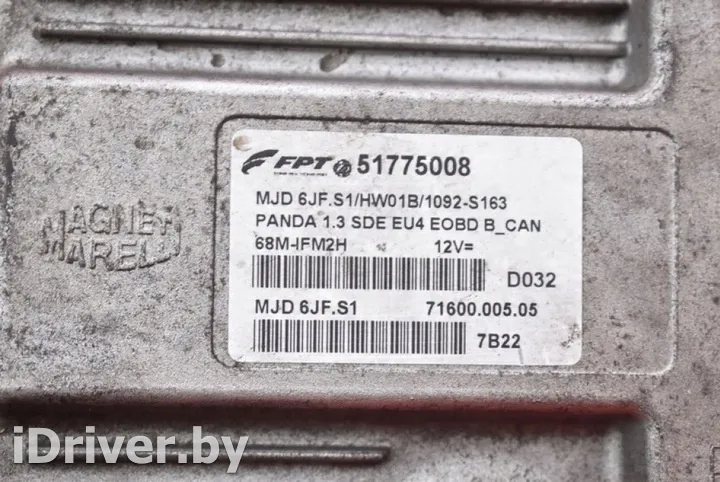 FPT 51775008
MJD 6JF.S1/HW01B/1092-S163
PANDA 1.3 SDE EU4 EOBD B_CAN
68M-IFM2H 12V=
D032
MJD 6JF.S1 71600.005.05
7B22
MAGNETI
MARELLI
iDriver.by